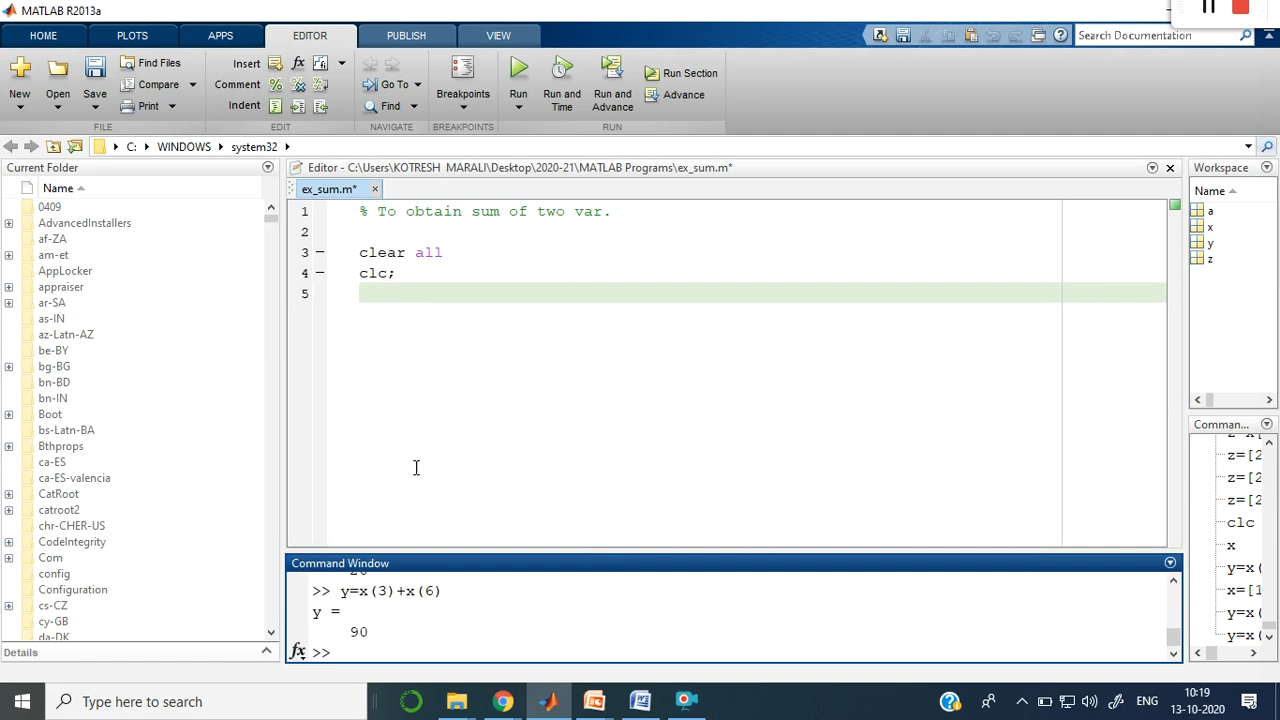 MATLAB R2013a
HOME PLOTS APPS EDITOR PUBLISH VIEW Search Documentation
New Open Save Find Files Compare Print
Insert Comment Indent
Go To Find
Breakpoints Run Run and Time Run and Advance Run Section Advance
FILE EDIT NAVIGATE BREAKPOINTS RUN
C: WINDOWS system32
Current Folder
Name
0409
AdvancedInstallers
af-ZA
am-et
AppLocker
appraiser
ar-SA
as-IN
az-Latn-AZ
be-BY
bg-BG
bn-BD
bn-IN
Boot
bs-Latn-BA
Bthprops
ca-ES
ca-ES-valencia
CatRoot
catroot2
chr-CHER-US
CodeIntegrity
Com
config
Configuration
cs-CZ
cy-GB
da-DK
Details
Editor - C:\Users\KOTRESH MARALI\Desktop\2020-21\MATLAB Programs\ex_sum.m*
ex_sum.m*
1 % To obtain sum of two var.
2
3 clear all
4 clc;
5
Command Window
>> y=x(3)+x(6)
y =
90
fx >>
Workspace
Name
a
x
y
z
Comman...
z=[2
z=[2
z=[2
clc
x
y=x(
x=[1
y=x(
y=x(
Type here to search
ENG
10:19
13-10-2020